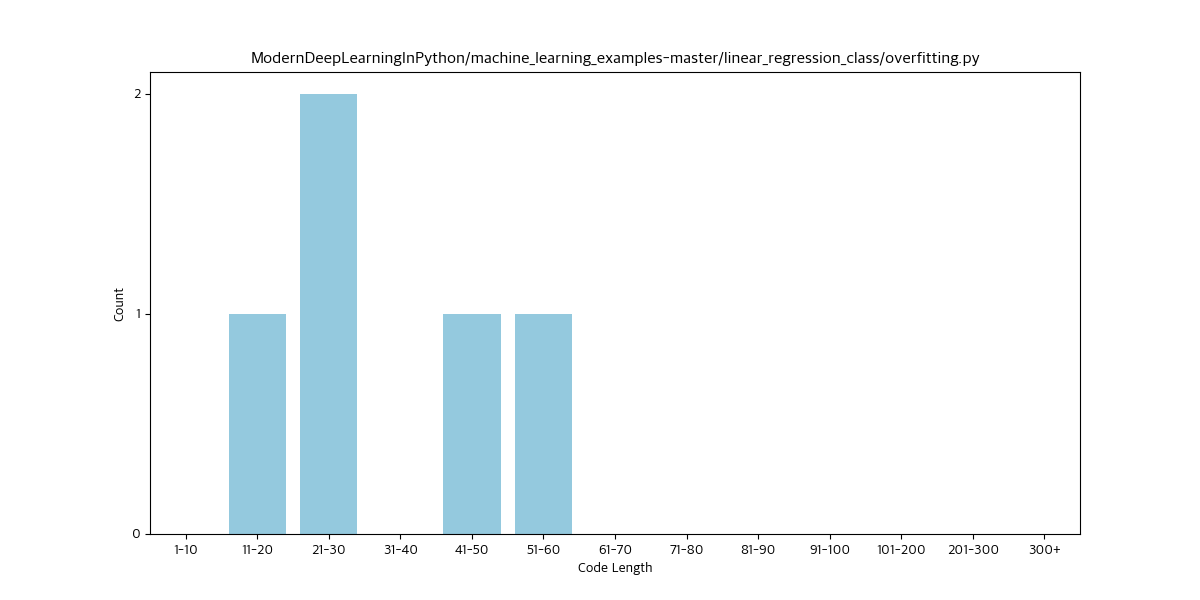 ModernDeepLearningInPython/machine_learning_examples-master/linear_regression_class/overfitting.py
2
1
0
Count
1-10 11-20 21-30 31-40 41-50 51-60 61-70 71-80 81-90 91-100 101-200 201-300 300+
Code Length